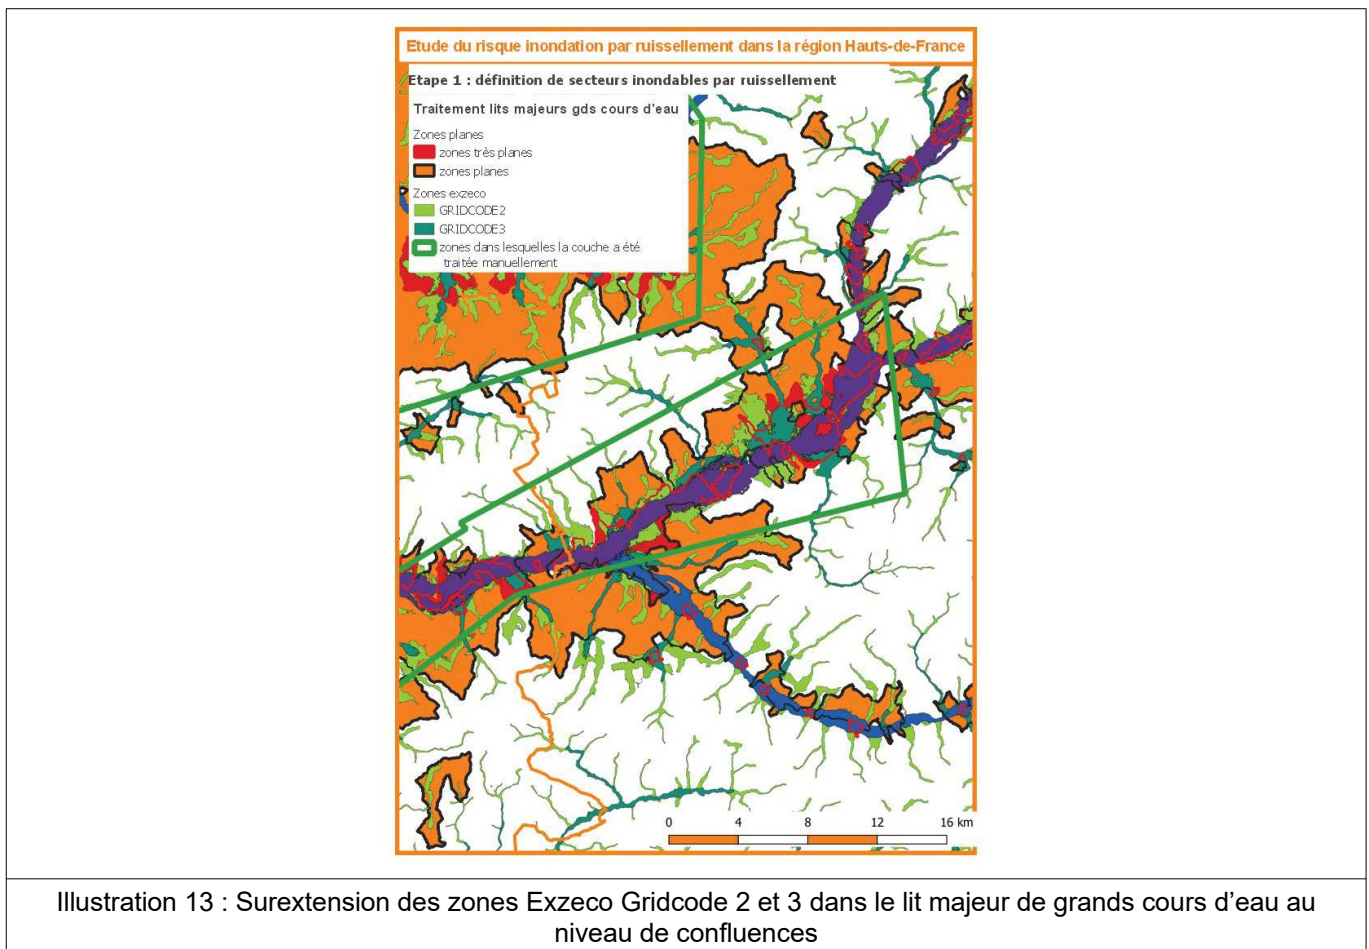 Etude du risque inondation par ruissellement dans la région Hauts-de-France
Etape 1 : définition de secteurs inondables par ruissellement
Traitement lits majeurs gds cours d'eau
Zones planes
zones très planes
zones planes
Zones exzeco
GRIDCODE2
GRIDCODE3
zones dans lesquelles la couche a été
traitée manuellement
0 4 8 12 16 km
Illustration 13 : Surextension des zones Exzeco Gridcode 2 et 3 dans le lit majeur de grands cours d’eau au
niveau de confluences